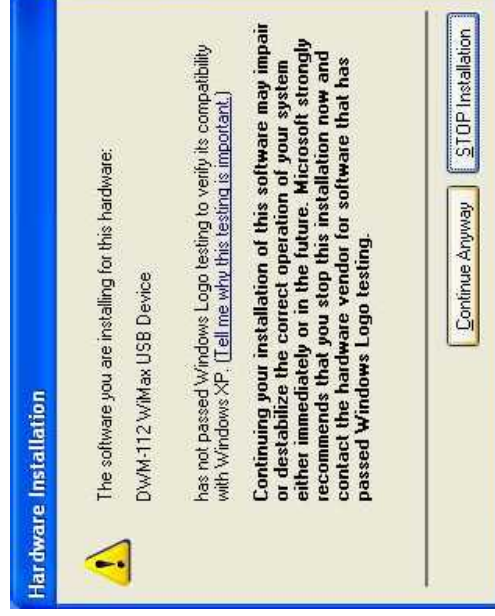 Hardware Installation
The software you are installing for this hardware:
DWM-112 WiMax USB Device
has not passed Windows Logo testing to verify its compatibility
with Windows XP. (Tell me why this testing is important.)
Continuing your installation of this software may impair
or destabilize the correct operation of your system
either immediately or in the future. Microsoft strongly
recommends that you stop this installation now and
contact the hardware vendor for software that has
passed Windows Logo testing.
Continue Anyway
STOP Installation